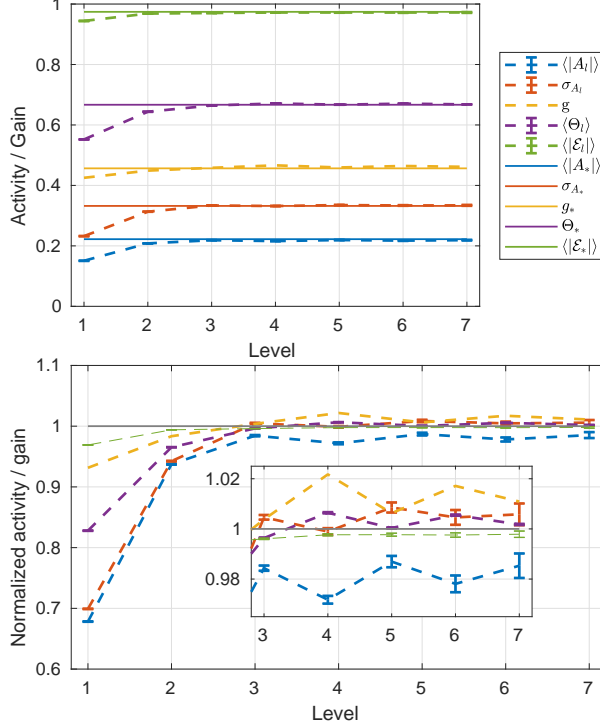 Activity / Gain
1
0.8
0.6
0.4
0.2
0
1 2 3 4 5 6 7
Level
⟨|A_l|⟩
σ_{A_l}
g
⟨Θ_l⟩
⟨|ℰ_l|⟩
⟨|A_*|⟩
σ_{A_*}
g_*
Θ_*
⟨|ℰ_*|⟩
Normalized activity / gain
1.1
1
0.9
0.8
0.7
0.6
1.02
1
0.98
3 4 5 6 7
1 2 3 4 5 6 7
Level